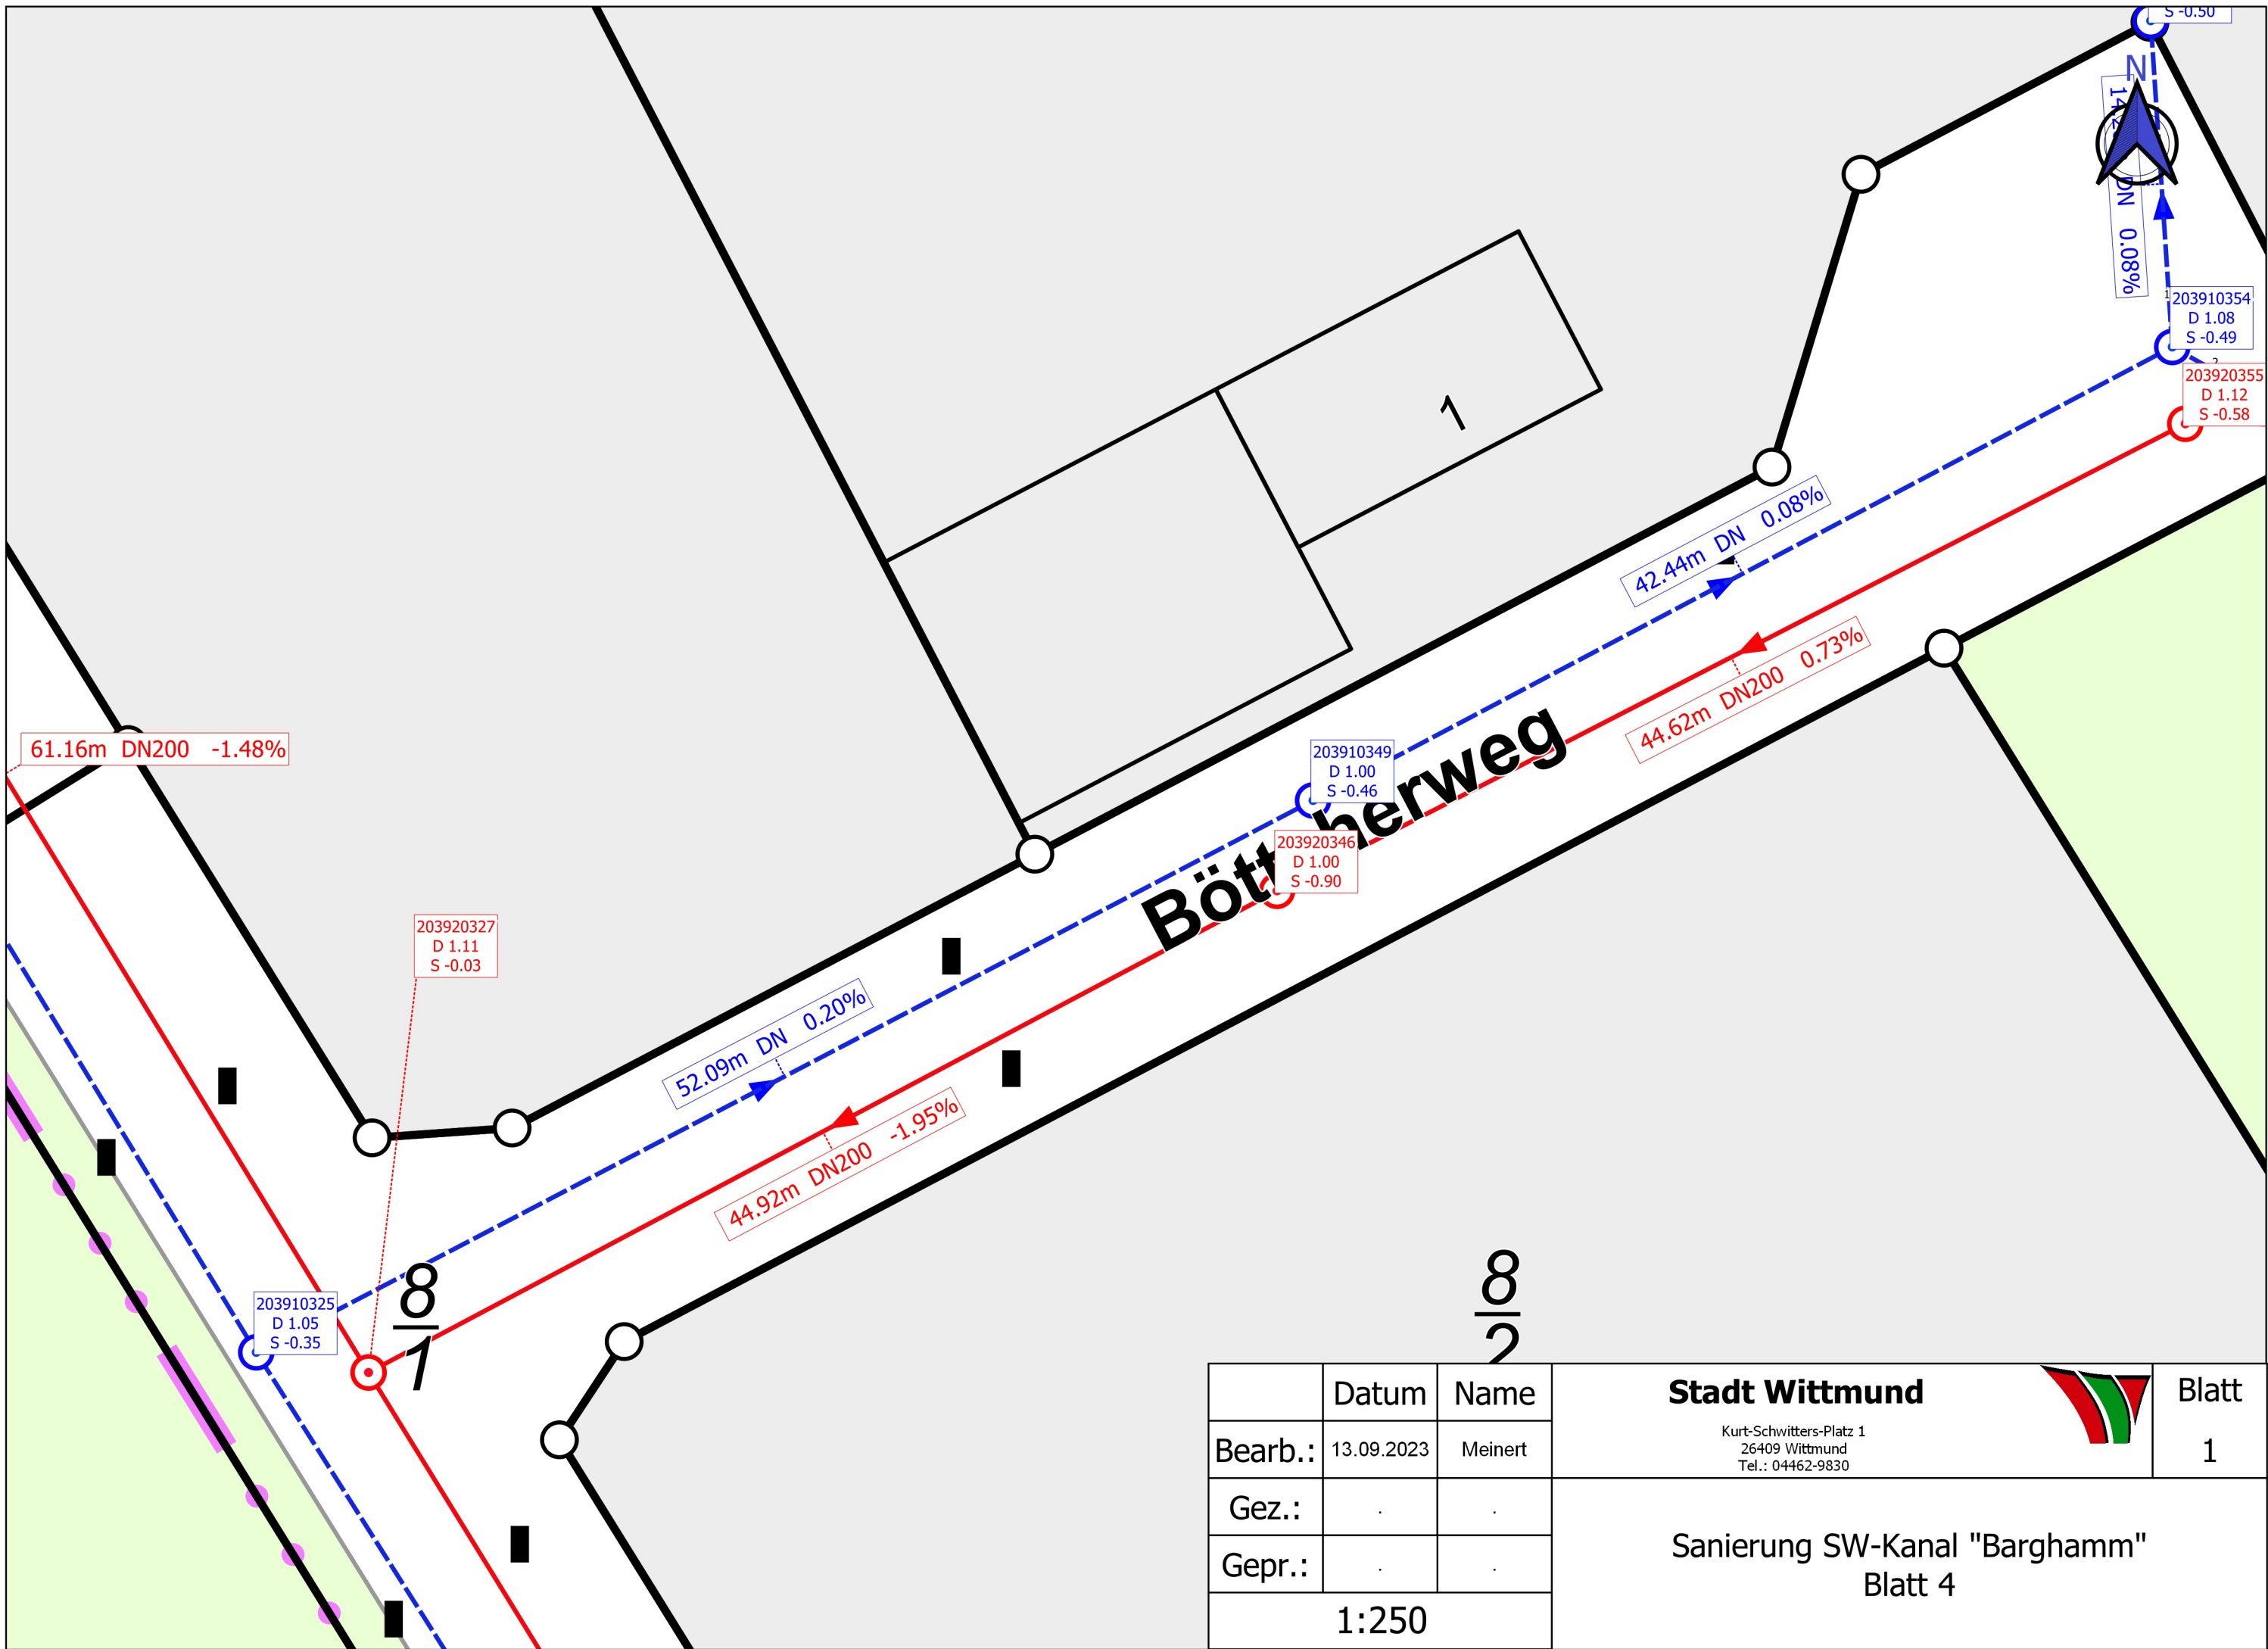 S -0.50
N
DN 0.08%
1
203910354
D 1.08
S -0.49
2
203920355
D 1.12
S -0.58
1
42.44m DN 0.08%
44.62m DN200 0.73%
61.16m DN200 -1.48%
203910349
D 1.00
S -0.46
203920346
D 1.00
S -0.90
203920327
D 1.11
S -0.03
52.09m DN 0.20%
44.92m DN200 -1.95%
203910325
D 1.05
S -0.35
8
1
8
2
Datum Name
Bearb.: 13.09.2023 Meinert
Gez.: . .
Gepr.: . .
1:250
Stadt Wittmund
Kurt-Schwitters-Platz 1
26409 Wittmund
Tel.: 04462-9830
Blatt
1
Sanierung SW-Kanal "Barghamm"
Blatt 4